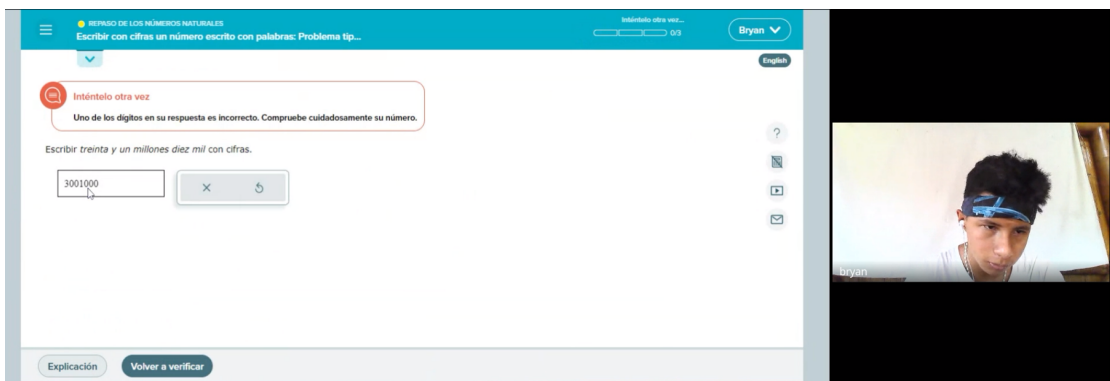 REPASO DE LOS NÚMEROS NATURALES
Escribir con cifras un número escrito con palabras: Problema tip...
Inténtelo otra vez...
0/3
Bryan
English
Inténtelo otra vez
Uno de los dígitos en su respuesta es incorrecto. Compruebe cuidadosamente su número.
Escribir treinta y un millones diez mil con cifras.
3001000
?
bryan
Explicación
Volver a verificar